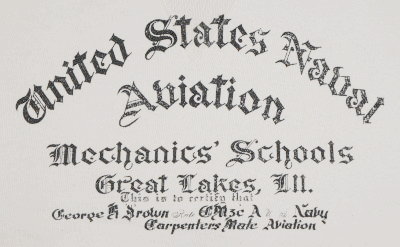 United States Naval
Aviation
Mechanics' Schools
Great Lakes, Ill.
This is to certify that
George H Brown Rate CM3c A U.S. Navy
Carpenters Mate Aviation